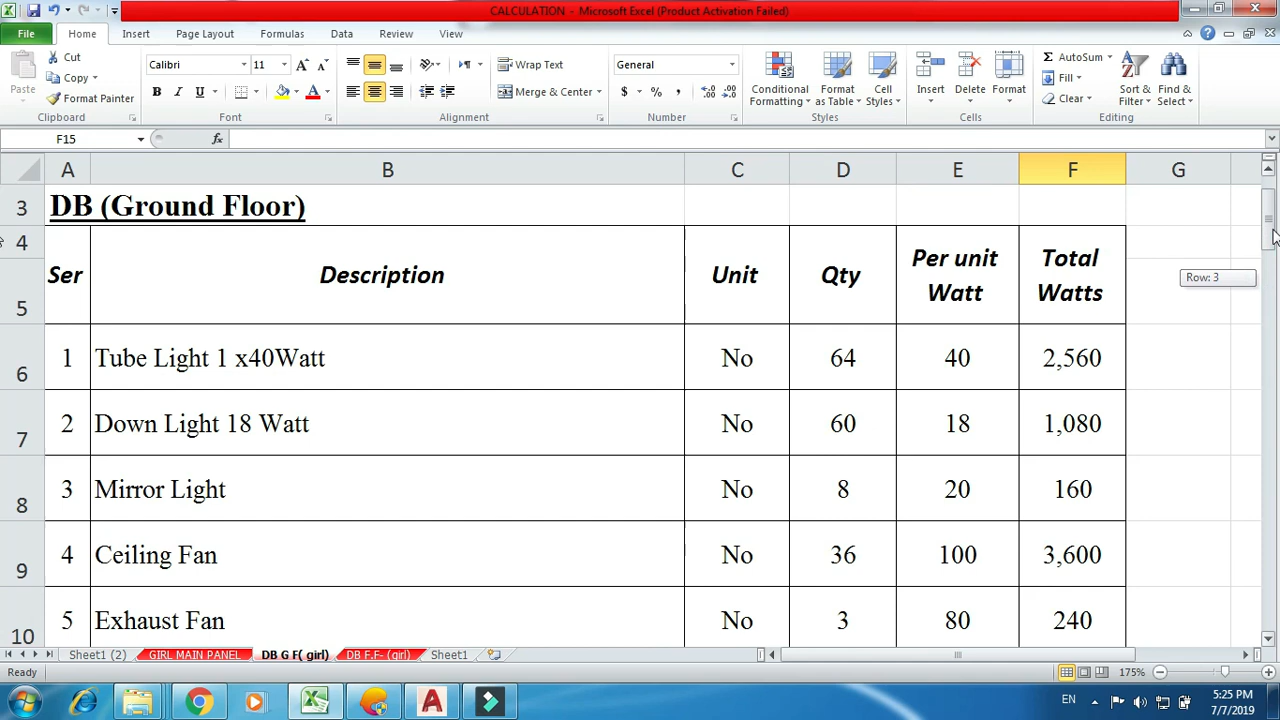 CALCULATION - Microsoft Excel (Product Activation Failed)
File Home Insert Page Layout Formulas Data Review View
Paste
Cut
Copy
Format Painter
Clipboard
Calibri 11
B I U
Font
Wrap Text
Merge & Center
Alignment
General
$ % ,
Number
Conditional Formatting
Format as Table
Cell Styles
Styles
Insert Delete Format
Cells
AutoSum
Fill
Clear
Sort & Filter
Find & Select
Editing
F15 fx
A B C D E F G
3 DB (Ground Floor)
4
5 Ser Description Unit Qty Per unit Watt Total Watts
Row: 3
6 1 Tube Light 1 x40Watt No 64 40 2,560
7 2 Down Light 18 Watt No 60 18 1,080
8 3 Mirror Light No 8 20 160
9 4 Ceiling Fan No 36 100 3,600
10 5 Exhaust Fan No 3 80 240
Sheet1 (2) GIRL MAIN PANEL DB G F( girl) DB F.F- (girl) Sheet1
Ready 175%
EN 5:25 PM
7/7/2019